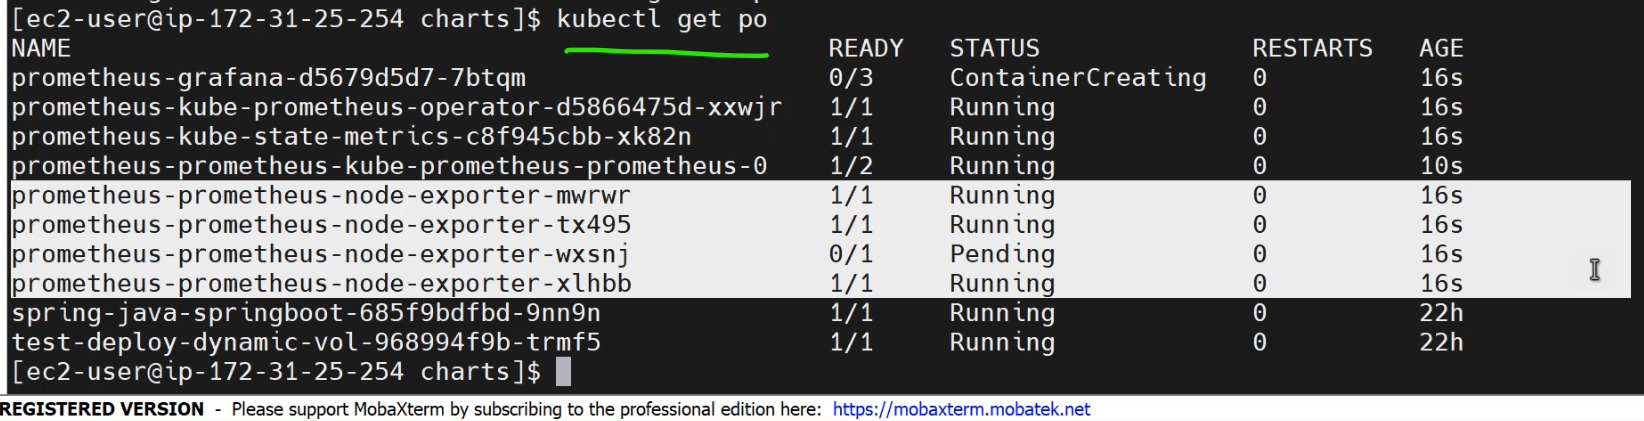 [ec2-user@ip-172-31-25-254 charts]$ kubectl get po
NAME READY STATUS RESTARTS AGE
prometheus-grafana-d5679d5d7-7btqm 0/3 ContainerCreating 0 16s
prometheus-kube-prometheus-operator-d5866475d-xxwjr 1/1 Running 0 16s
prometheus-kube-state-metrics-c8f945cbb-xk82n 1/1 Running 0 16s
prometheus-prometheus-kube-prometheus-prometheus-0 1/2 Running 0 10s
prometheus-prometheus-node-exporter-mwrwr 1/1 Running 0 16s
prometheus-prometheus-node-exporter-tx495 1/1 Running 0 16s
prometheus-prometheus-node-exporter-wxsnj 0/1 Pending 0 16s
prometheus-prometheus-node-exporter-xlhbb 1/1 Running 0 16s
spring-java-springboot-685f9bdfbd-9nn9n 1/1 Running 0 22h
test-deploy-dynamic-vol-968994f9b-trmf5 1/1 Running 0 22h
[ec2-user@ip-172-31-25-254 charts]$
REGISTERED VERSION - Please support MobaXterm by subscribing to the professional edition here: https://mobaxterm.mobatek.net